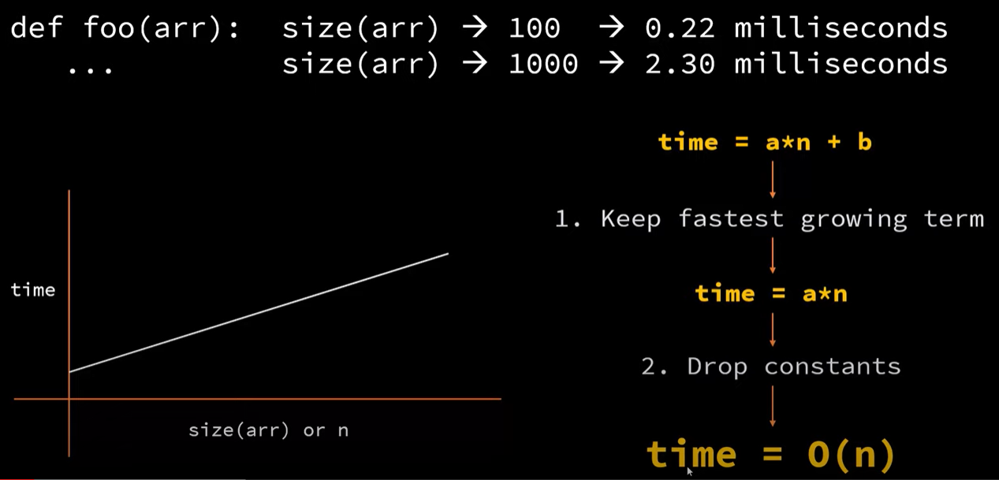 def foo(arr): size(arr) → 100 → 0.22 milliseconds
... size(arr) → 1000 → 2.30 milliseconds
time = a*n + b
1. Keep fastest growing term
time
time = a*n
2. Drop constants
size(arr) or n
time = O(n)